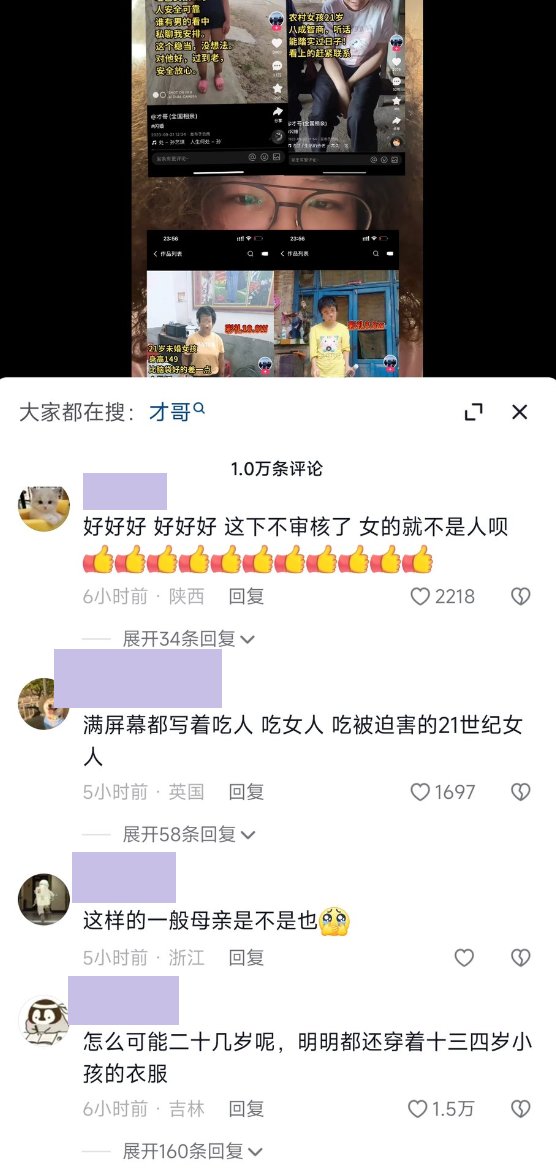 人安全可靠
谁有男的看中
私聊我安排。
这个稳当，没想法。
对他好，过到老，
安全放心。
@才哥(全国相亲)
农村女孩21岁
八成智商，听话
能踏实过日子！
看上的赶紧联系
@才哥(全国相亲)
23:56
作品列表
21岁未婚女孩
身高149
23:56
作品列表
大家都在搜：才哥
1.0万条评论
好好好 好好好 这下不审核了 女的就不是人呗
👍👍👍👍👍👍👍👍👍👍👍
6小时前 · 陕西 回复 2218
展开34条回复
满屏幕都写着吃人 吃女人 吃被迫害的21世纪女
人
5小时前 · 英国 回复 1697
展开58条回复
这样的一般母亲是不是也🥹
5小时前 · 浙江 回复
怎么可能二十几岁呢，明明都还穿着十三四岁小
孩的衣服
6小时前 · 吉林 回复 1.5万
展开160条回复